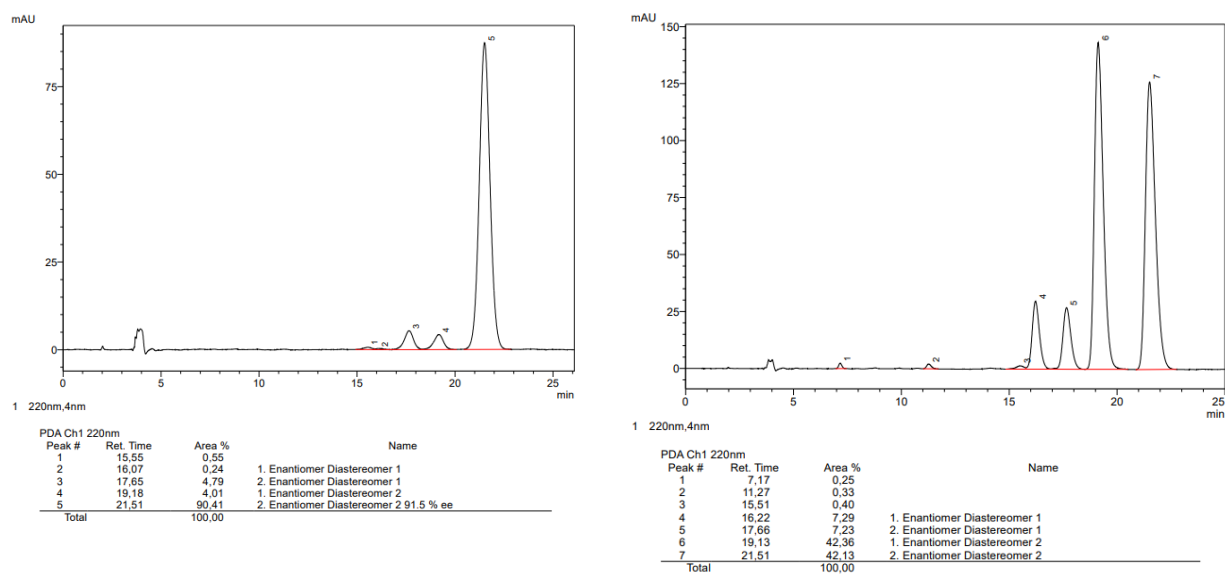 mAU
75
50
25
0
1
2
3
4
5
0 5 10 15 20 25
min
1 220nm,4nm
PDA Ch1 220nm
Peak # Ret. Time Area % Name
1 15,55 0,55
2 16,07 0,24 1. Enantiomer Diastereomer 1
3 17,65 4,79 2. Enantiomer Diastereomer 1
4 19,18 4,01 1. Enantiomer Diastereomer 2
5 21,51 90,41 2. Enantiomer Diastereomer 2 91.5 % ee
Total 100,00
mAU
150
125
100
75
50
25
0
1
2
3
4
5
6
7
0 5 10 15 20 25
min
1 220nm,4nm
PDA Ch1 220nm
Peak # Ret. Time Area % Name
1 7,17 0,25
2 11,27 0,33
3 15,51 0,40
4 16,22 7,29 1. Enantiomer Diastereomer 1
5 17,66 7,23 2. Enantiomer Diastereomer 1
6 19,13 42,36 1. Enantiomer Diastereomer 2
7 21,51 42,13 2. Enantiomer Diastereomer 2
Total 100,00